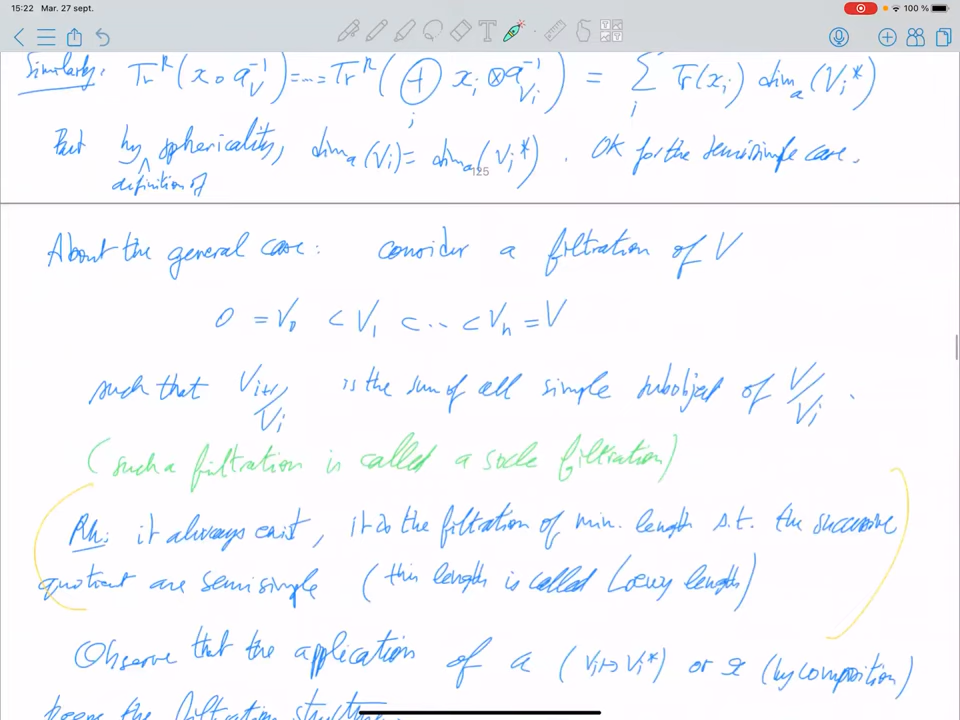 15:22 Mar. 27 sept. 100 %
Similarly: Tr^R(x∘a_V^{-1}) = ... = Tr^R(⊕_i x_i ⊗ a_{V_i}^{-1}) = Σ_i Tr(x_i) dim_a(V_i*)
But by sphericality, dim_a(V_i) = dim_a(V_i*). OK for the semisimple case.
definition of
125
About the general case: consider a filtration of V
0 = V_0 ⊂ V_1 ⊂ ... ⊂ V_n = V
such that V_{i+1}/V_i is the sum of all simple subobject of V/V_i.
(such a filtration is called a socle filtration)
Rk: it always exist, it is the filtration of min. length s.t. the successive
quotient are semisimple (this length is called Loewy length)
Observe that the application of a (V_i ↦ V_i*) or x (by composition)
the filtration structure